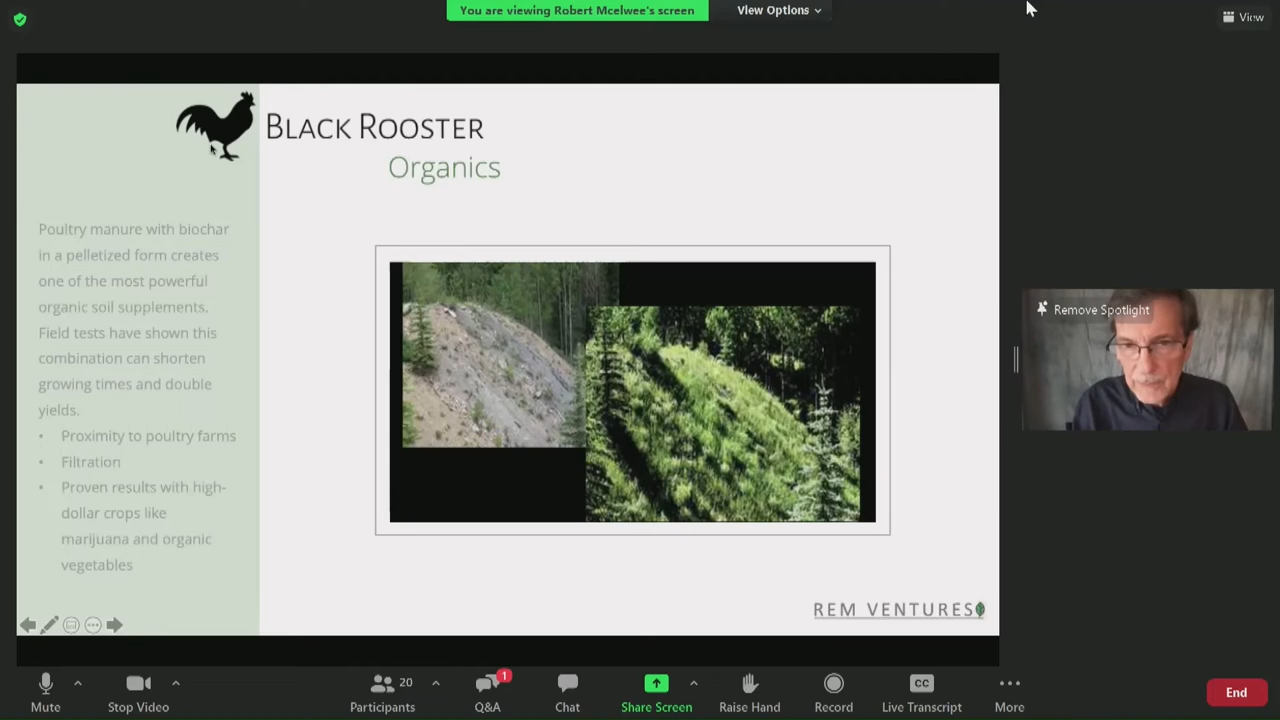 You are viewing Robert Mcelwee's screen
View Options
View
BLACK ROOSTER
Organics
Poultry manure with biochar
in a pelletized form creates
one of the most powerful
organic soil supplements.
Field tests have shown this
combination can shorten
growing times and double
yields.
• Proximity to poultry farms
• Filtration
• Proven results with high-
dollar crops like
marijuana and organic
vegetables
Remove Spotlight
REM VENTURES
Mute
Stop Video
20
Participants
1
Q&A
Chat
Share Screen
Raise Hand
Record
CC
Live Transcript
More
End